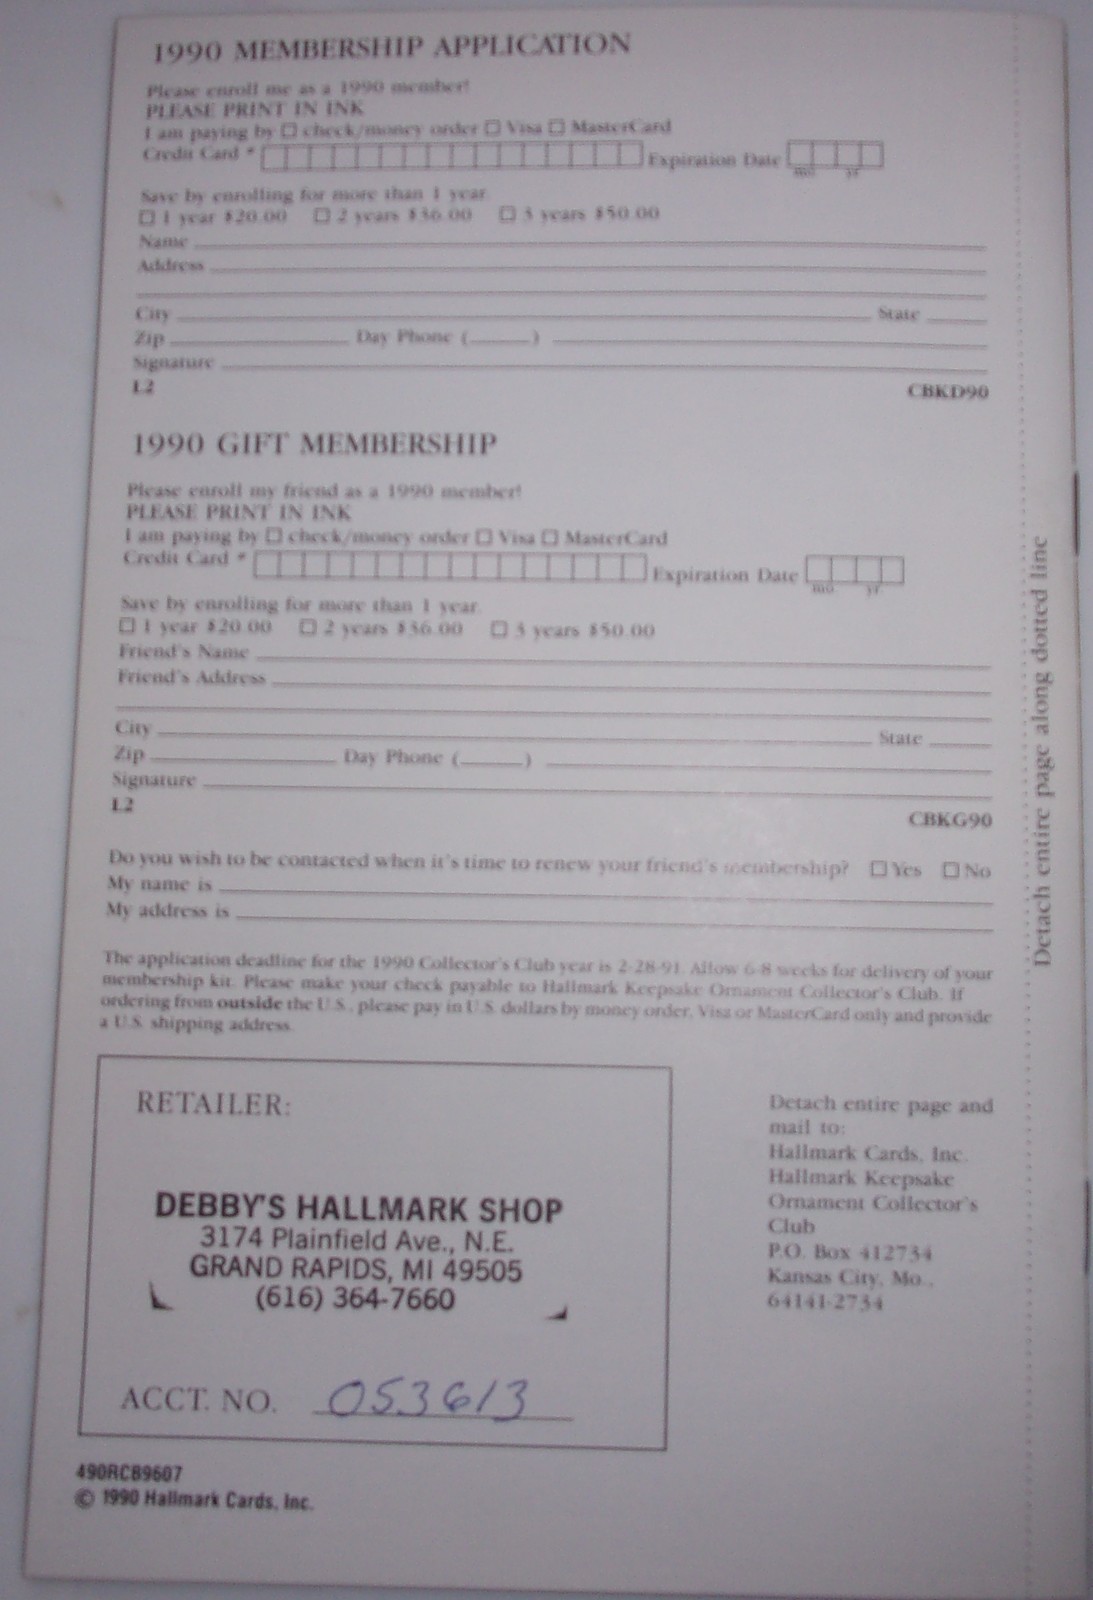 1990 MEMBERSHIP APPLICATION
Please enroll me as a 1990 member!
PLEASE PRINT IN INK
I am paying by □ check/money order □ Visa □ MasterCard
Credit Card # Expiration Date
mo. yr.
Save by enrolling for more than 1 year.
□ 1 year $20.00 □ 2 years $36.00 □ 3 years $50.00
Name
Address
City State
Zip Day Phone ( )
Signature
L2 CBKD90
1990 GIFT MEMBERSHIP
Please enroll my friend as a 1990 member!
PLEASE PRINT IN INK
I am paying by □ check/money order □ Visa □ MasterCard
Credit Card # Expiration Date
mo. yr.
Save by enrolling for more than 1 year.
□ 1 year $20.00 □ 2 years $36.00 □ 3 years $50.00
Friend's Name
Friend's Address
City State
Zip Day Phone ( )
Signature
L2 CBKG90
Do you wish to be contacted when it's time to renew your friend's membership? □ Yes □ No
My name is
My address is
The application deadline for the 1990 Collector's Club year is 2-28-91. Allow 6-8 weeks for delivery of your
membership kit. Please make your check payable to Hallmark Keepsake Ornament Collector's Club. If
ordering from outside the U.S., please pay in U.S. dollars by money order, Visa or MasterCard only and provide
a U.S. shipping address.
RETAILER:
DEBBY'S HALLMARK SHOP
3174 Plainfield Ave., N.E.
GRAND RAPIDS, MI 49505
(616) 364-7660
ACCT. NO. 053613
Detach entire page and
mail to:
Hallmark Cards, Inc.
Hallmark Keepsake
Ornament Collector's
Club
P.O. Box 412734
Kansas City, Mo.,
64141-2734
490RCB9607
© 1990 Hallmark Cards, Inc.
Detach entire page along dotted line